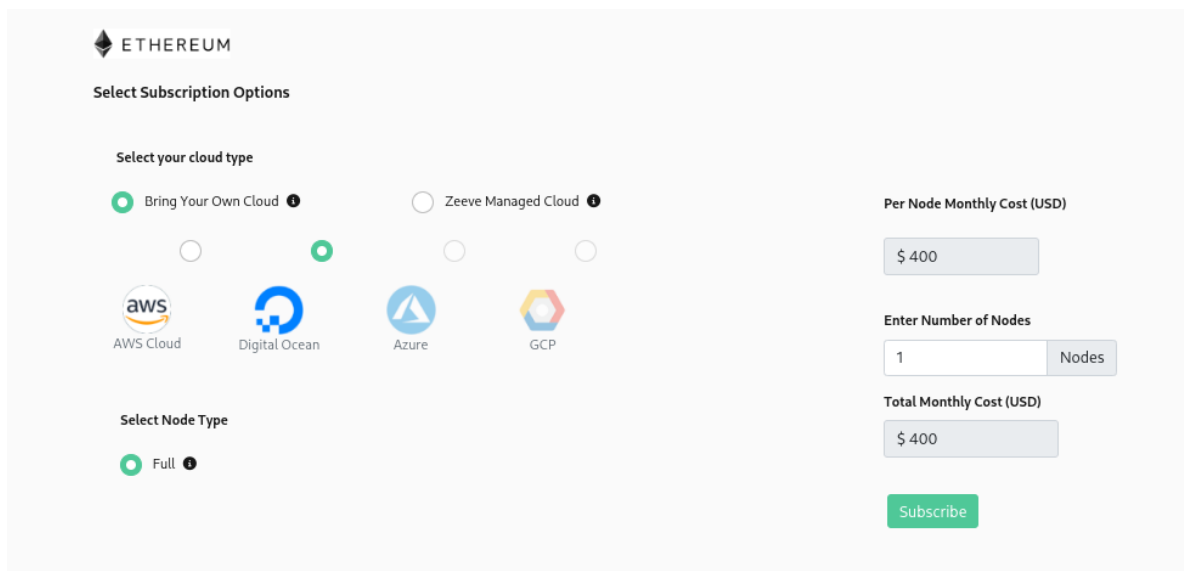 ETHEREUM
Select Subscription Options
Select your cloud type
Bring Your Own Cloud
Zeeve Managed Cloud
aws
AWS Cloud
Digital Ocean
Azure
GCP
Select Node Type
Full
Per Node Monthly Cost (USD)
$ 400
Enter Number of Nodes
1 Nodes
Total Monthly Cost (USD)
$ 400
Subscribe